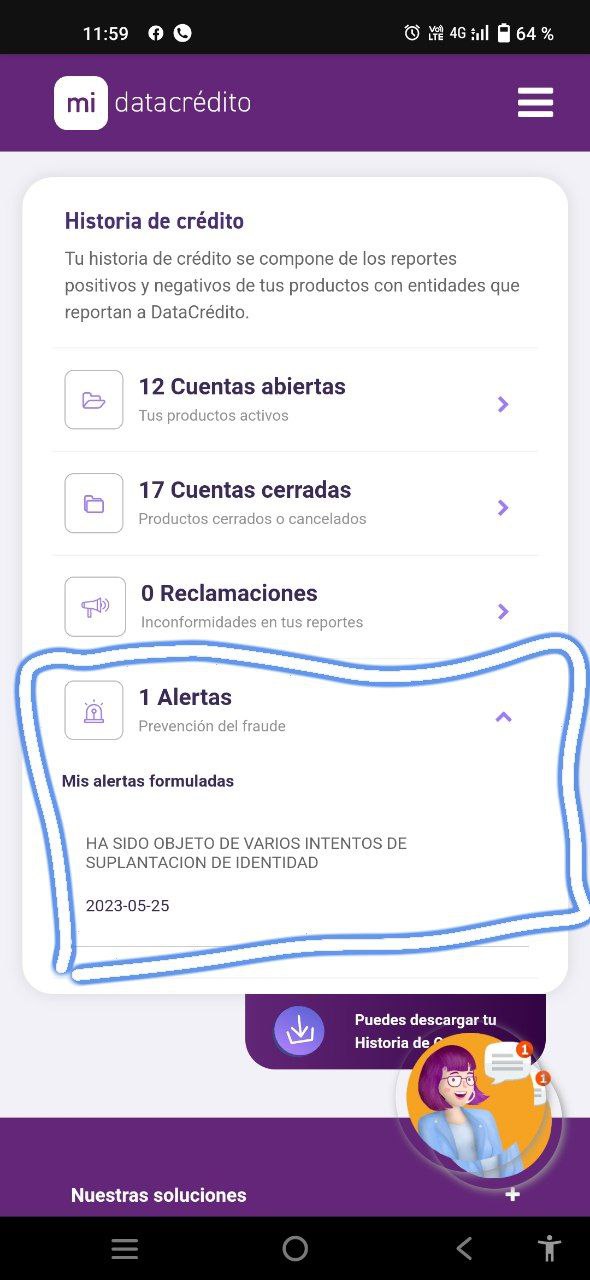 11:59
Vo)) LTE 4G 64 %
mi datacrédito
Historia de crédito
Tu historia de crédito se compone de los reportes
positivos y negativos de tus productos con entidades que
reportan a DataCrédito.
12 Cuentas abiertas
Tus productos activos
17 Cuentas cerradas
Productos cerrados o cancelados
0 Reclamaciones
Inconformidades en tus reportes
1 Alertas
Prevención del fraude
Mis alertas formuladas
HA SIDO OBJETO DE VARIOS INTENTOS DE
SUPLANTACION DE IDENTIDAD
2023-05-25
Puedes descargar tu
Historia de
1
1
Nuestras soluciones +